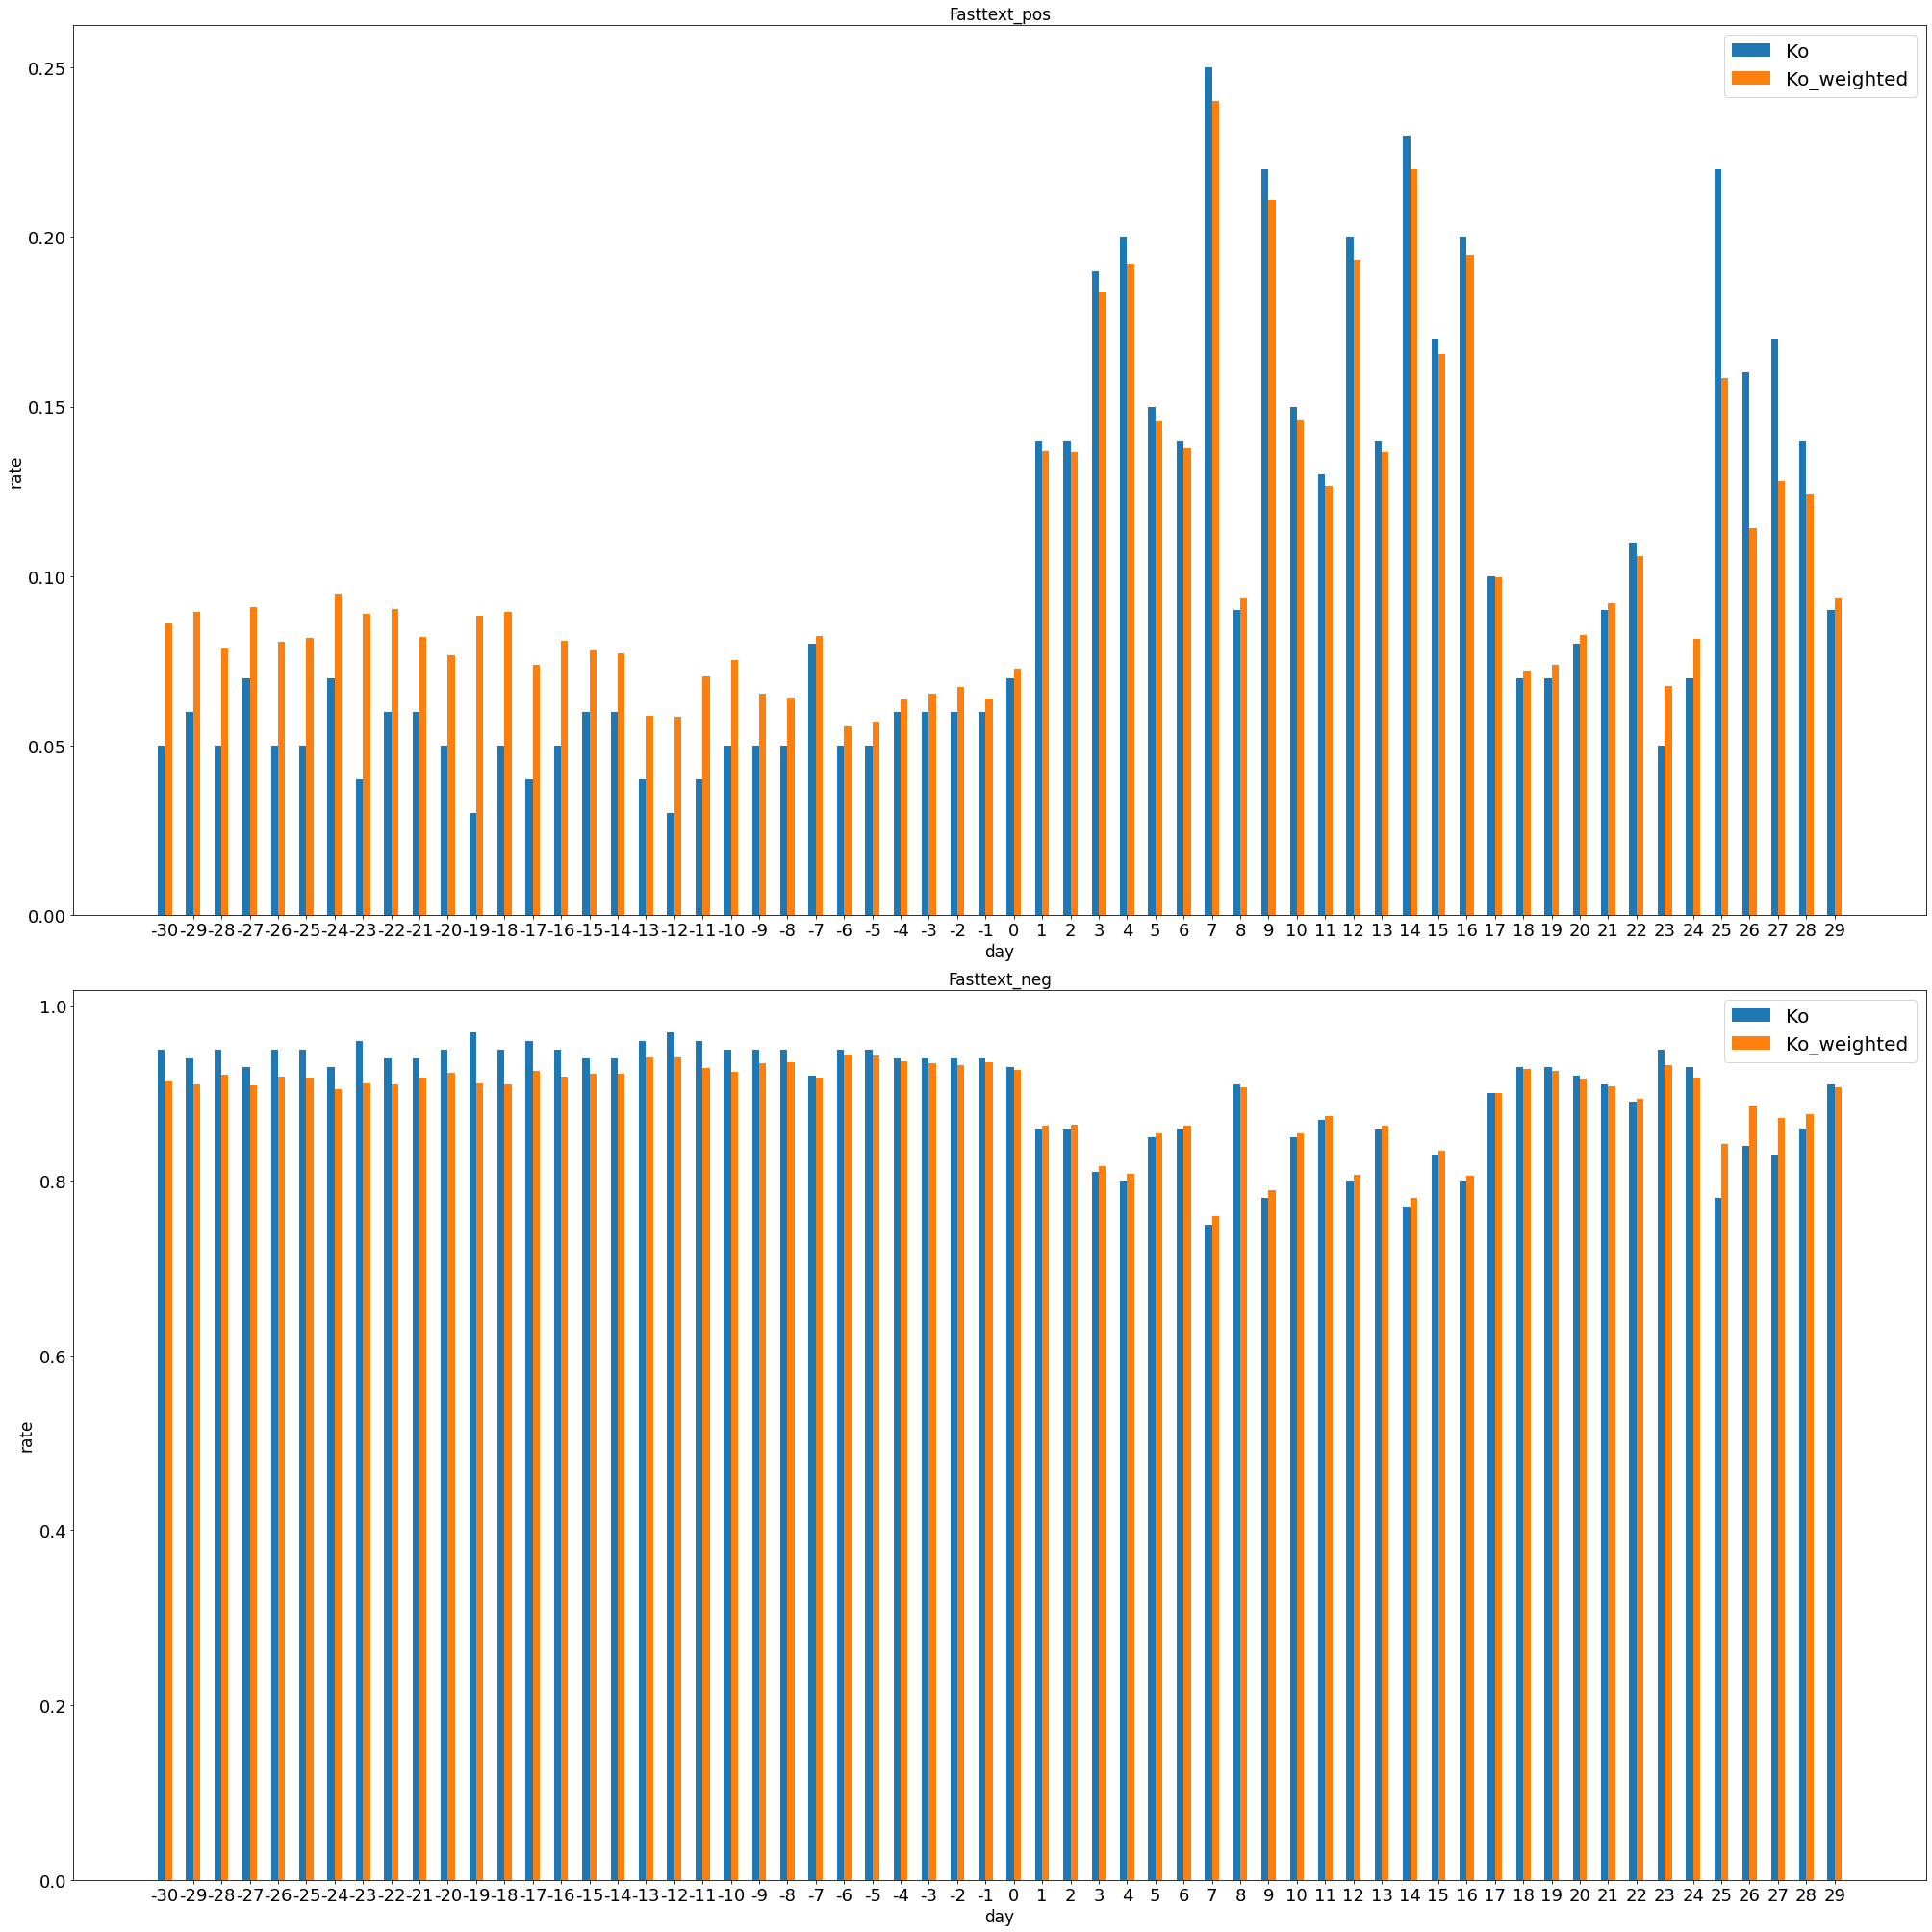 Fasttext_pos
Ko
Ko_weighted
0.25
0.20
0.15
0.10
0.05
0.00
rate
-30 -29 -28 -27 -26 -25 -24 -23 -22 -21 -20 -19 -18 -17 -16 -15 -14 -13 -12 -11 -10 -9 -8 -7 -6 -5 -4 -3 -2 -1 0 1 2 3 4 5 6 7 8 9 10 11 12 13 14 15 16 17 18 19 20 21 22 23 24 25 26 27 28 29
day
Fasttext_neg
Ko
Ko_weighted
1.0
0.8
0.6
0.4
0.2
0.0
rate
-30 -29 -28 -27 -26 -25 -24 -23 -22 -21 -20 -19 -18 -17 -16 -15 -14 -13 -12 -11 -10 -9 -8 -7 -6 -5 -4 -3 -2 -1 0 1 2 3 4 5 6 7 8 9 10 11 12 13 14 15 16 17 18 19 20 21 22 23 24 25 26 27 28 29
day